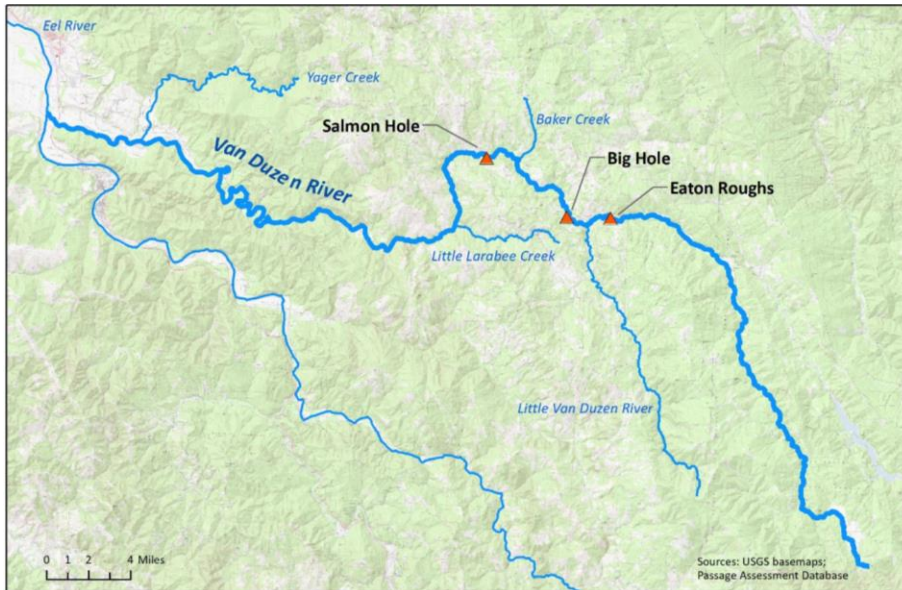 Eel River
Yager Creek
Salmon Hole
Baker Creek
Van Duzen River
Big Hole
Eaton Roughs
Little Larabee Creek
Little Van Duzen River
0 1 2 4 Miles
Sources: USGS basemaps;
Passage Assessment Database